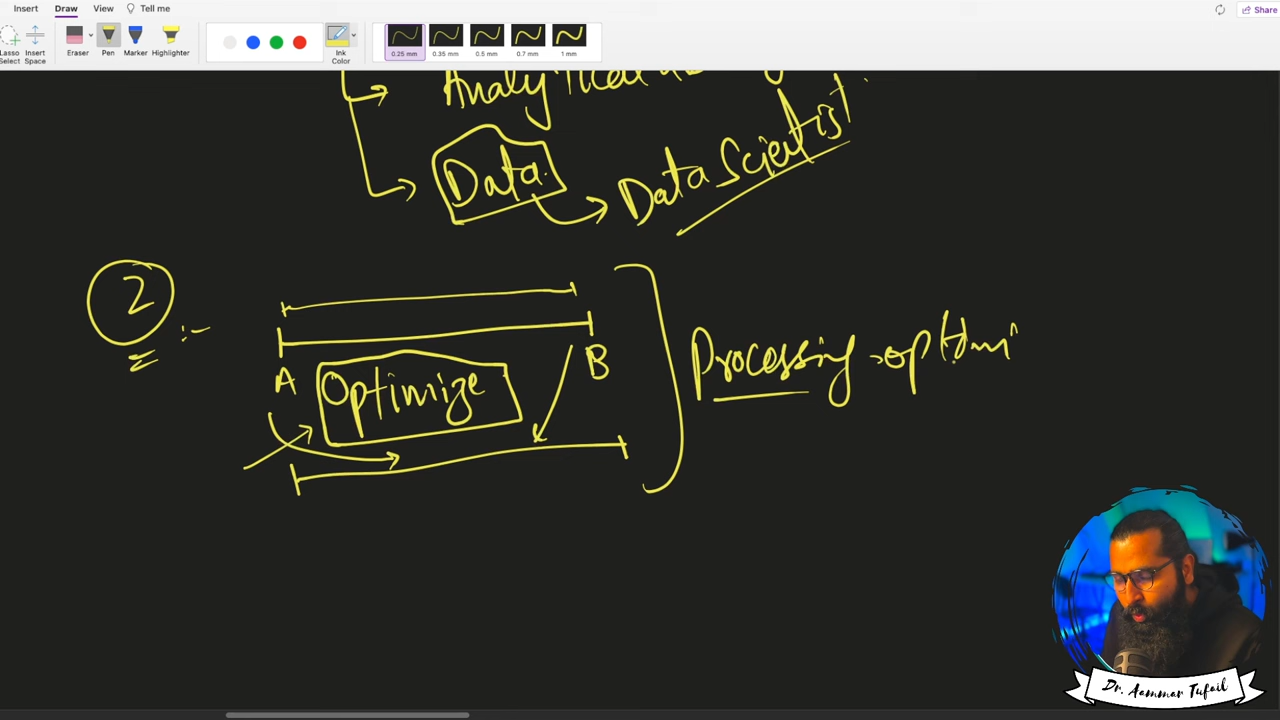 Insert Draw View Tell me
Share
Lasso Select
Insert Space
Eraser
Pen
Marker
Highlighter
Ink Color
0.25 mm
0.35 mm
0.5 mm
0.7 mm
1 mm
Analytical
Data
Data Scientist
2 :-
A
B
Optimize
Processing
Dr. Aammar Tufail